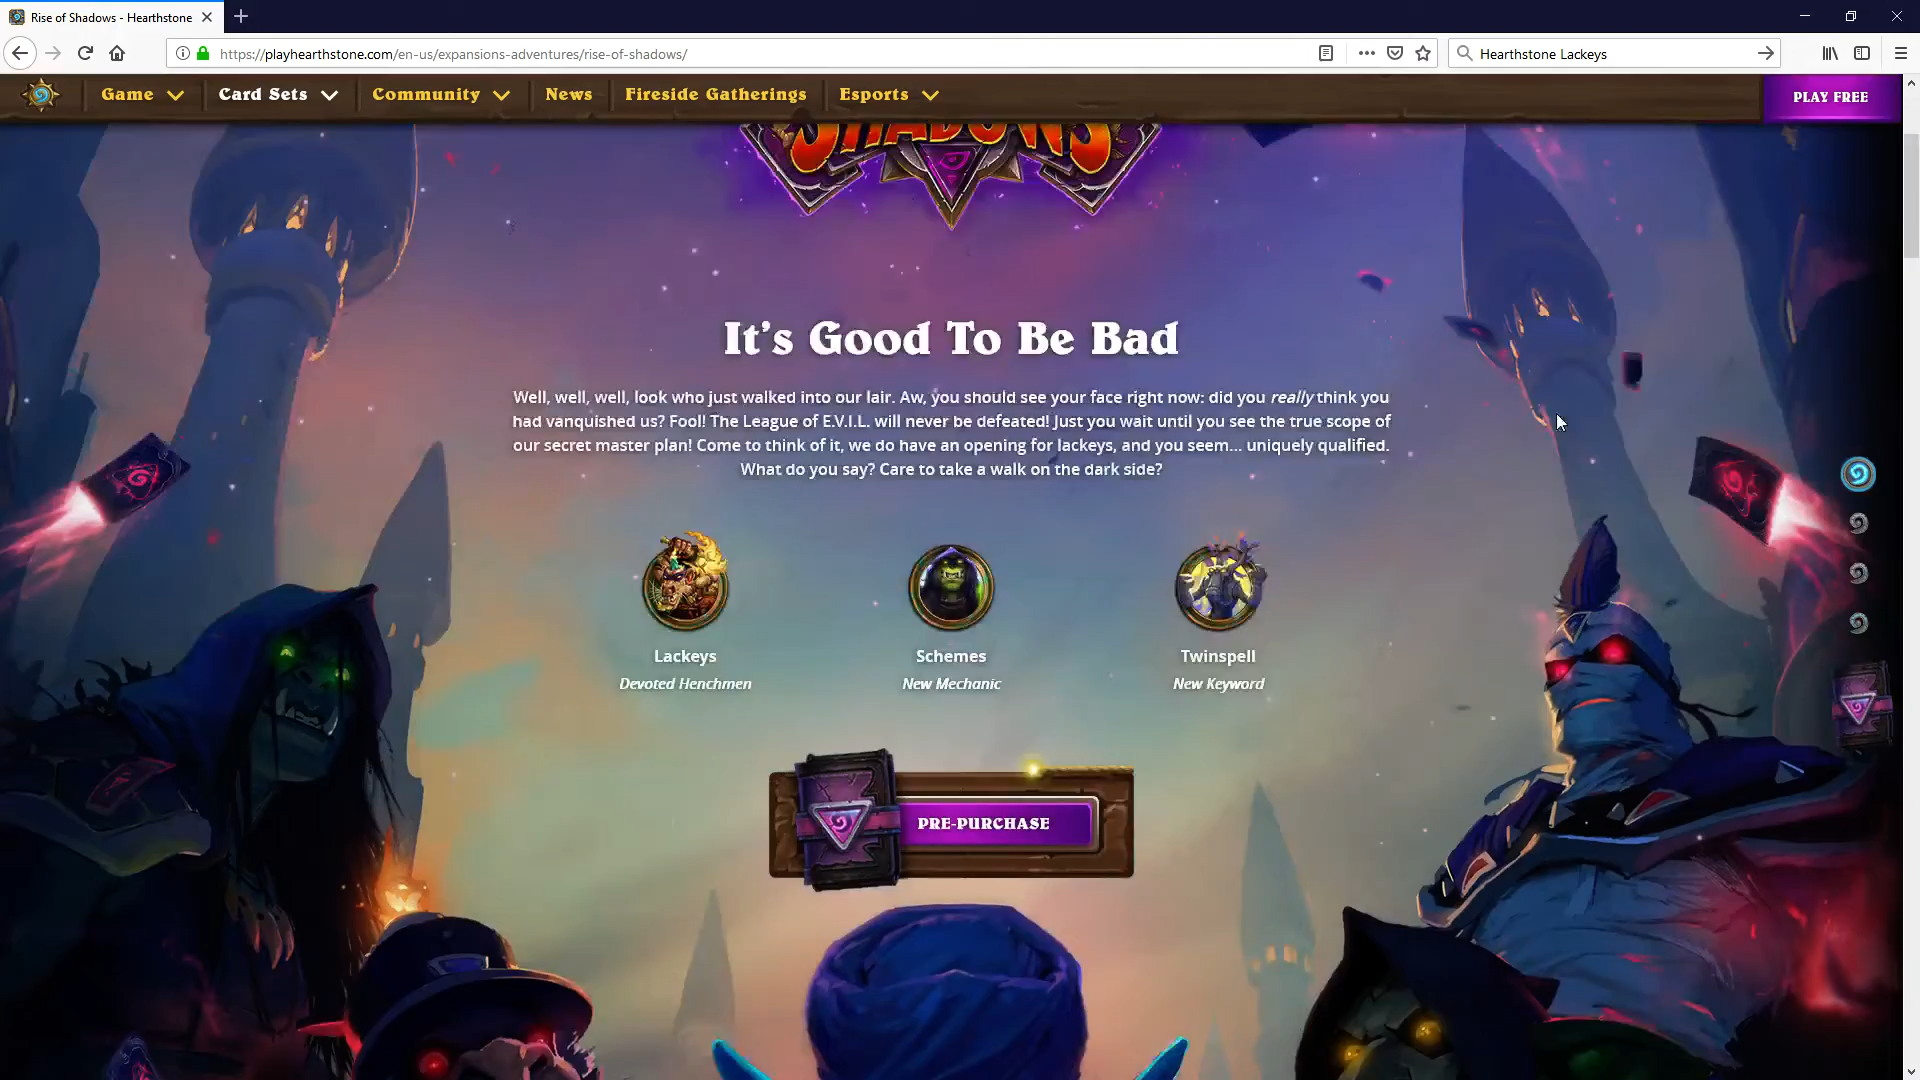 Rise of Shadows - Hearthstone
https://playhearthstone.com/en-us/expansions-adventures/rise-of-shadows/
Hearthstone Lackeys
Game
Card Sets
Community
News
Fireside Gatherings
Esports
PLAY FREE
SHADOWS
It's Good To Be Bad
Well, well, well, look who just walked into our lair. Aw, you should see your face right now: did you really think you
had vanquished us? Fool! The League of E.V.I.L. will never be defeated! Just you wait until you see the true scope of
our secret master plan! Come to think of it, we do have an opening for lackeys, and you seem... uniquely qualified.
What do you say? Care to take a walk on the dark side?
Lackeys
Devoted Henchmen
Schemes
New Mechanic
Twinspell
New Keyword
PRE-PURCHASE